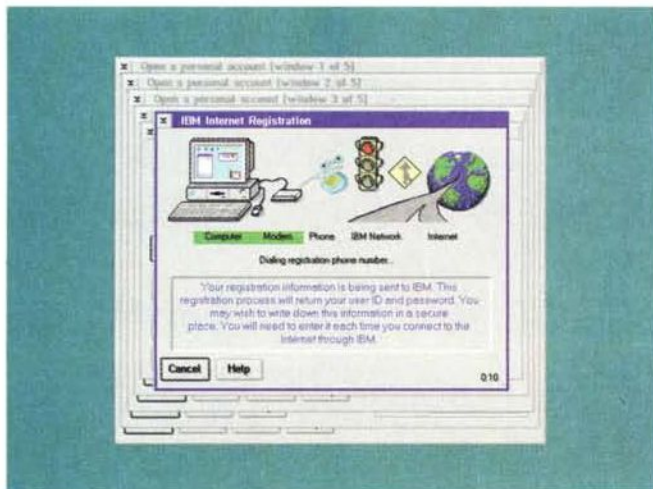 Open a personal account [window 1 of 5]
Open a personal account [window 2 of 5]
Open a personal account [window 3 of 5]
IBM Internet Registration
Computer Modem Phone IBM Network Internet
Dialing registration phone number...
Your registration information is being sent to IBM. This
registration process will return your user ID and password. You
may wish to write down this information in a secure
place. You will need to enter it each time you connect to the
Internet through IBM.
Cancel Help 0:10